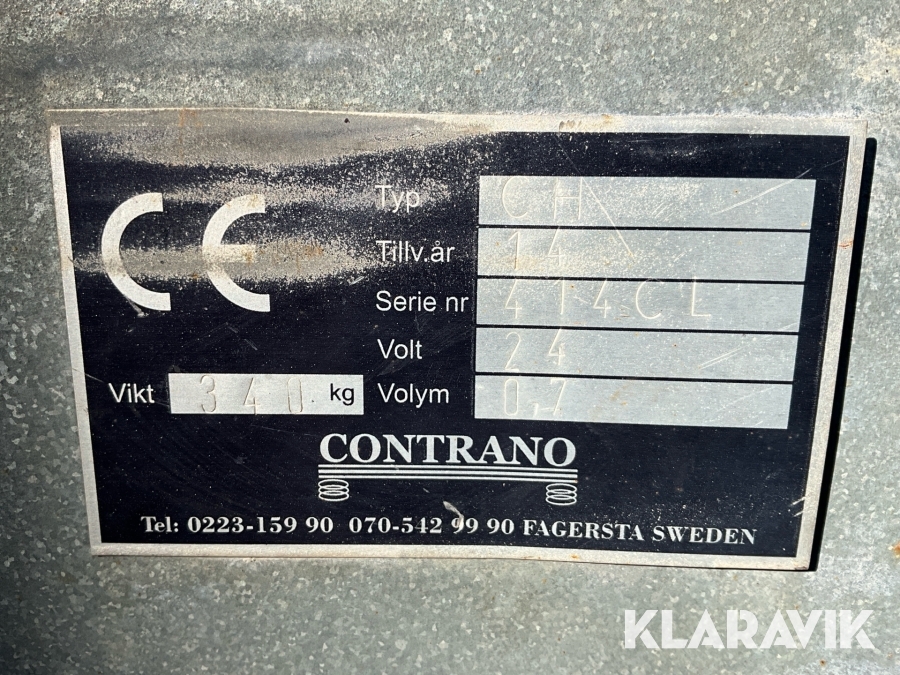 CE
Typ CH
Tillv.år 14
Serie nr 414CL
Volt 24
Vikt 340 kg Volym 0,7
CONTRANO
Tel: 0223-159 90 070-542 99 90 FAGERSTA SWEDEN
KLARAVIK